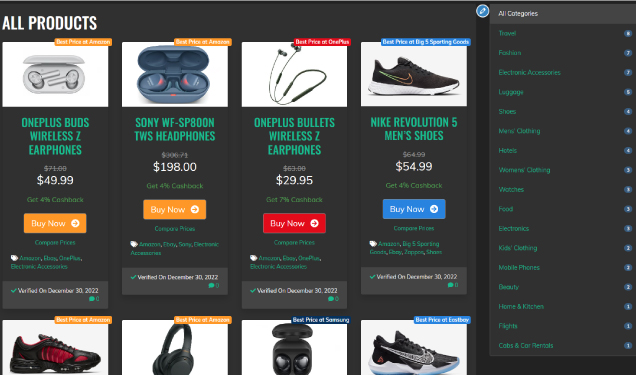 ALL PRODUCTS
Best Price at Amazon
ONEPLUS BUDS
WIRELESS Z
EARPHONES
$71.00
$49.99
Get 4% Cashback
Buy Now
Compare Prices
Amazon, Ebay, OnePlus,
Electronic Accessories
Verified On December 30, 2022
0
Best Price at Amazon
SONY WF-SP800N
TWS HEADPHONES
$198.00
Get 4% Cashback
Buy Now
Compare Prices
Amazon, Ebay, Sony, Electronic
Accessories
Verified On December 30, 2022
0
Best Price at OnePlus
ONEPLUS BULLETS
WIRELESS Z
EARPHONES
$63.00
$29.95
Get 7% Cashback
Buy Now
Compare Prices
Amazon, Ebay, OnePlus,
Electronic Accessories
Verified On December 30, 2022
0
Best Price at Big 5 Sporting Goods
NIKE REVOLUTION 5
MEN'S SHOES
$64.99
$54.99
Get 4% Cashback
Buy Now
Compare Prices
Amazon, Big 5 Sporting
Goods, Ebay, Zappos, Shoes
Verified On December 30, 2022
0
Best Price at Amazon
Best Price at Amazon
Best Price at Samsung
Best Price at Eastbay
All Categories
Travel 8
Fashion 7
Electronic Accessories 7
Luggage 5
Shoes 4
Mens' Clothing 4
Hotels 4
Womens' Clothing 3
Watches 3
Food 3
Electronics 3
Kids' Clothing 2
Mobile Phones 2
Beauty 2
Home & Kitchen 1
Flights 1
Cabs & Car Rentals 1